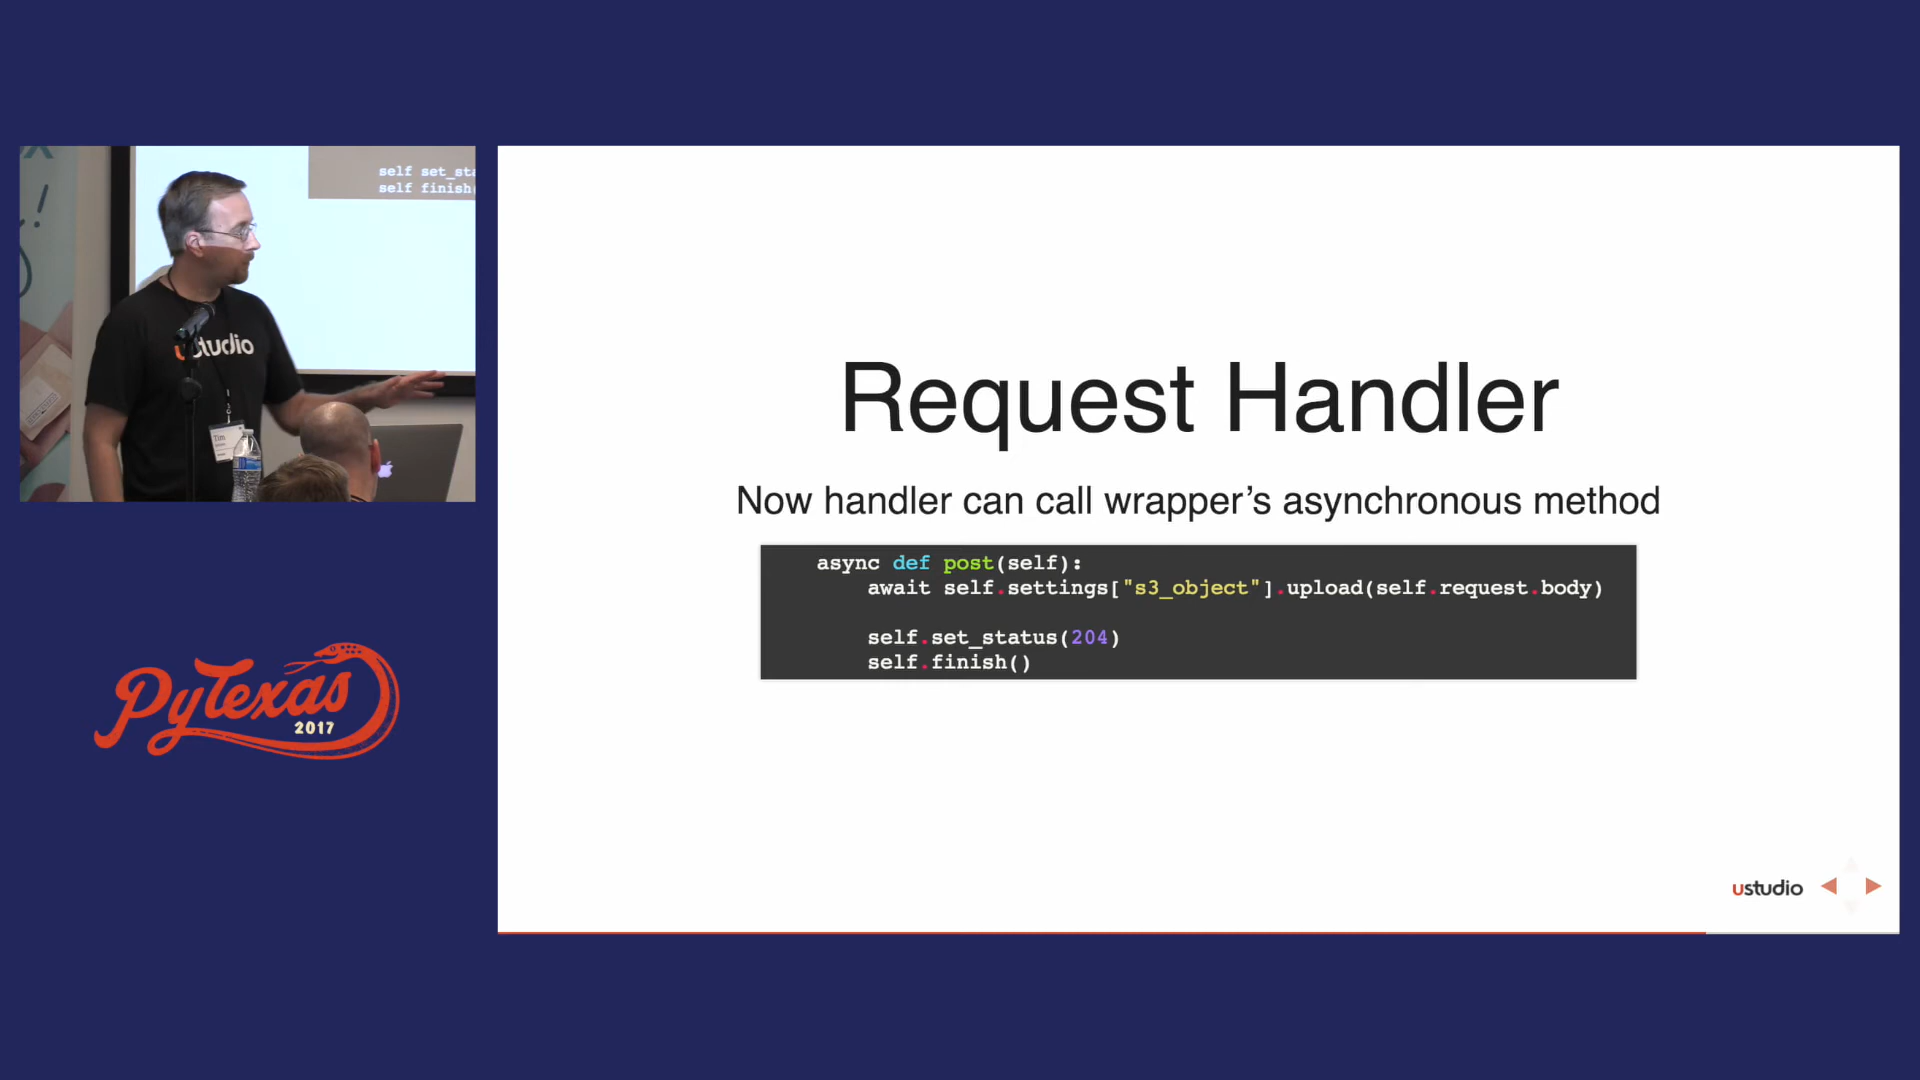 self set_sta
self finish
ustudio
Tim
PyTexas
2017
Request Handler
Now handler can call wrapper’s asynchronous method
async def post(self):
await self.settings["s3_object"].upload(self.request.body)
self.set_status(204)
self.finish()
ustudio